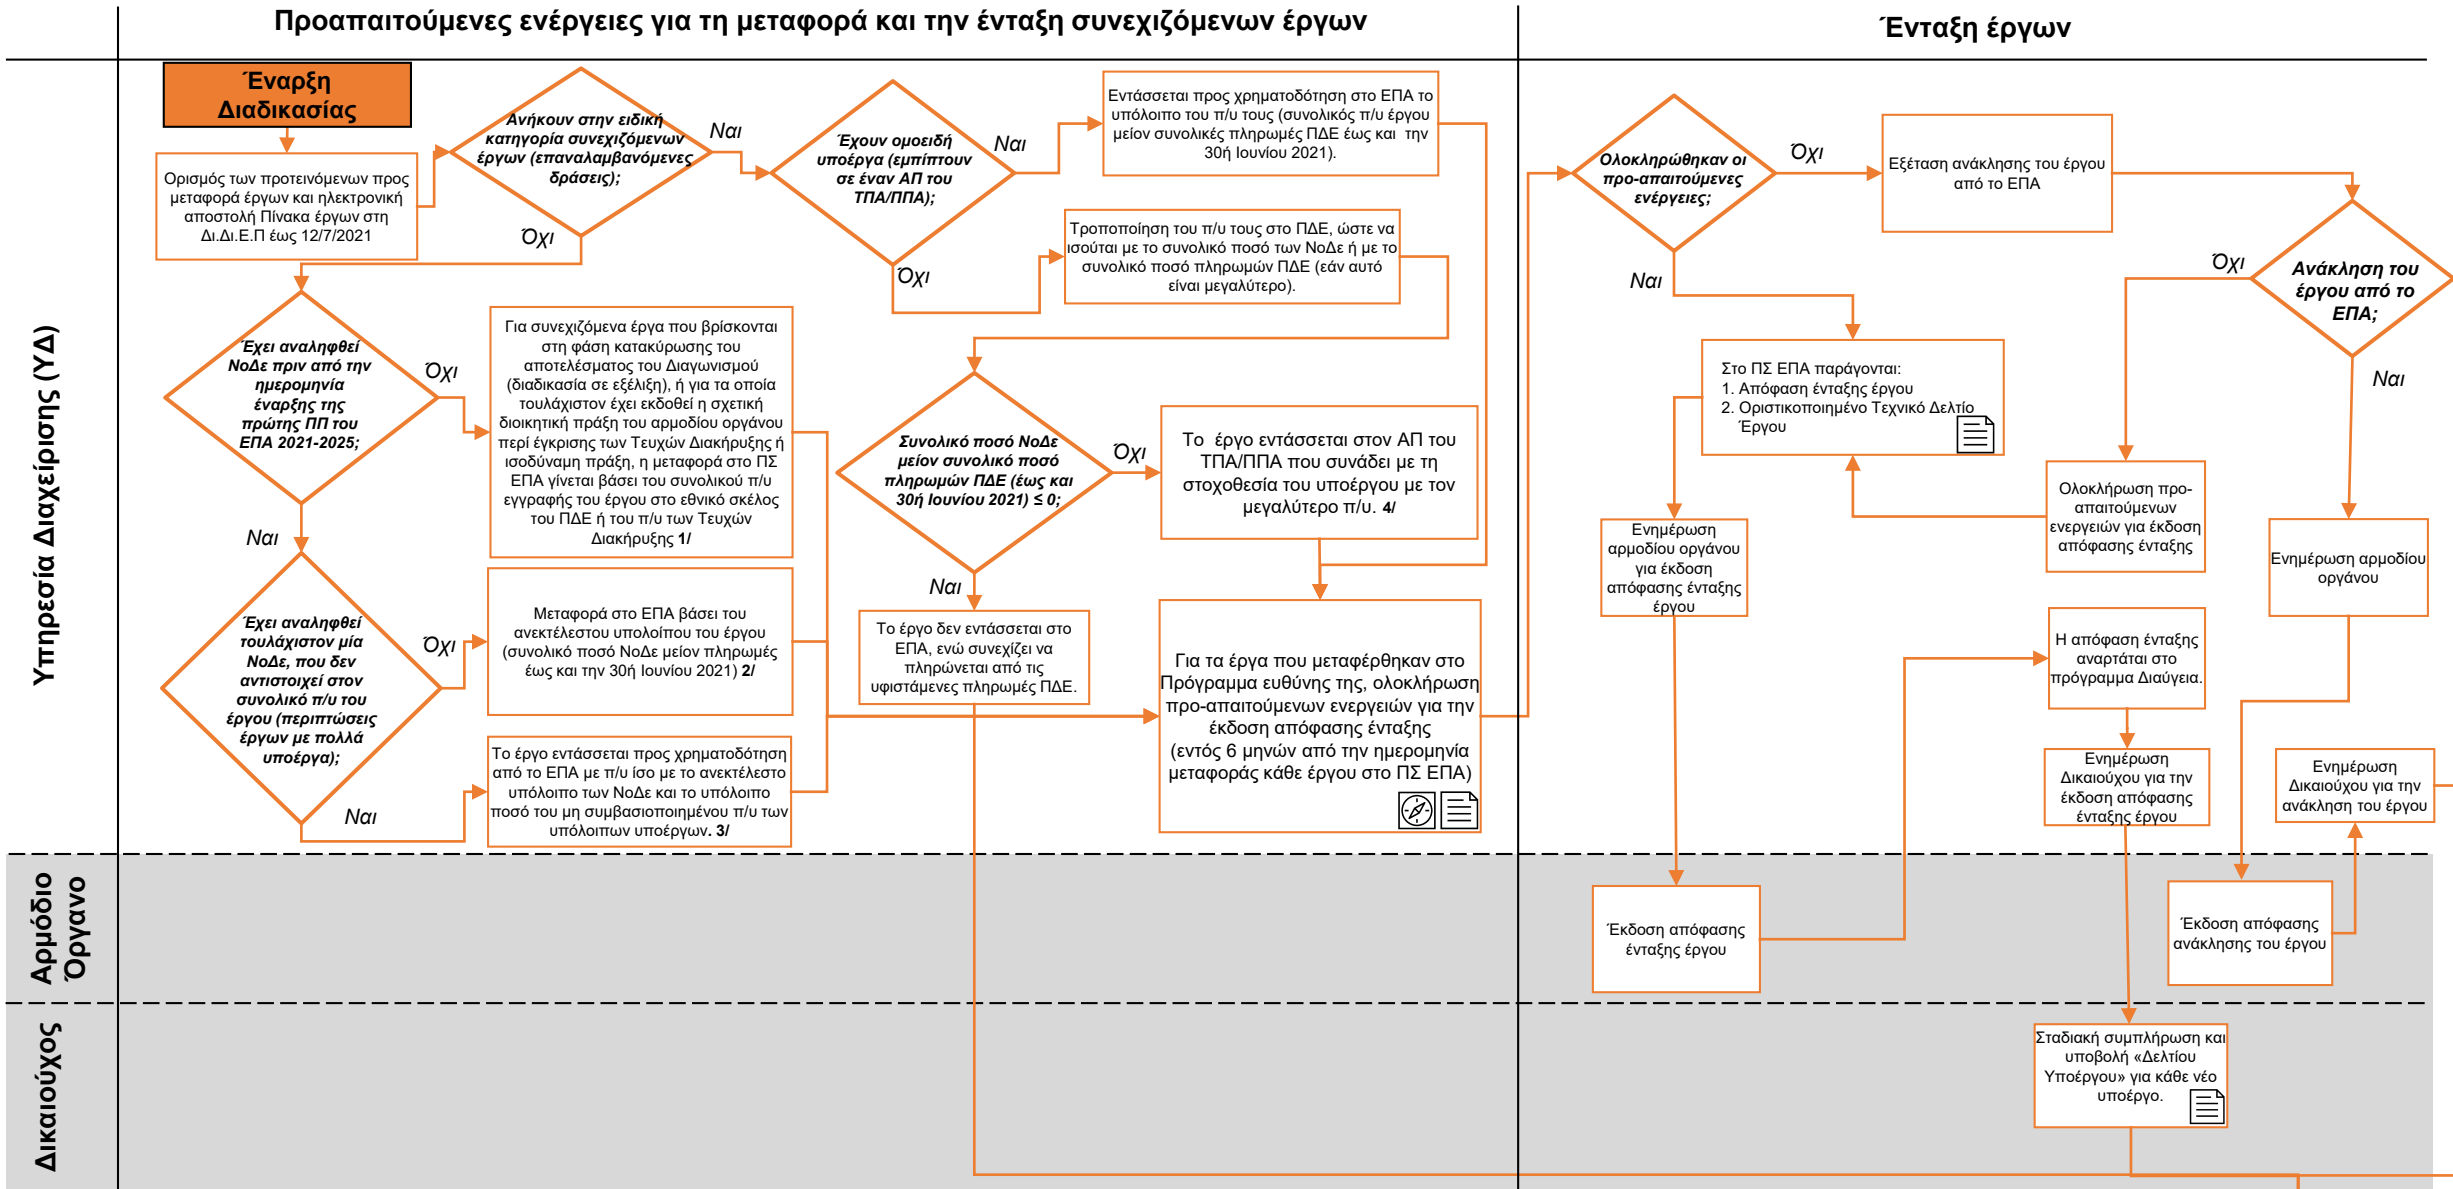 Προαπαιτούμενες ενέργειες για τη μεταφορά και την ένταξη συνεχιζόμενων έργων
Ένταξη έργων
Υπηρεσία Διαχείρισης (ΥΔ)
Έναρξη
Διαδικασίας
Ορισμός των προτεινόμενων προς
μεταφορά έργων και ηλεκτρονική
αποστολή Πίνακα έργων στη
Δι.Δι.Ε.Π έως 12/7/2021
Ανήκουν στην ειδική
κατηγορία συνεχιζόμενων
έργων (επαναλαμβανόμενες
δράσεις);
Ναι
Όχι
Έχουν ομοειδή
υποέργα (εμπίπτουν
σε έναν ΑΠ του
ΤΠΑ/ΠΠΑ);
Ναι
Όχι
Εντάσσεται προς χρηματοδότηση στο ΕΠΑ το
υπόλοιπο του π/υ τους (συνολικός π/υ έργου
μείον συνολικές πληρωμές ΠΔΕ έως και  την
30ή Ιουνίου 2021).
Τροποποίηση του π/υ τους στο ΠΔΕ, ώστε να
ισούται με το συνολικό ποσό των ΝοΔε ή με το
συνολικό ποσό πληρωμών ΠΔΕ (εάν αυτό
είναι μεγαλύτερο).
Έχει αναληφθεί
ΝοΔε πριν από την
ημερομηνία
έναρξης της
πρώτης ΠΠ του
ΕΠΑ 2021-2025;
Όχι
Ναι
Για συνεχιζόμενα έργα που βρίσκονται
στη φάση κατακύρωσης του
αποτελέσματος του Διαγωνισμού
(διαδικασία σε εξέλιξη), ή για τα οποία
τουλάχιστον έχει εκδοθεί η σχετική
διοικητική πράξη του αρμοδίου οργάνου
περί έγκρισης των Τευχών Διακήρυξης ή
ισοδύναμη πράξη, η μεταφορά στο ΠΣ
ΕΠΑ γίνεται βάσει του συνολικού π/υ
εγγραφής του έργου στο εθνικό σκέλος
του ΠΔΕ ή του π/υ των Τευχών
Διακήρυξης 1/
Συνολικό ποσό ΝοΔε
μείον συνολικό ποσό
πληρωμών ΠΔΕ (έως και
30ή Ιουνίου 2021) ≤ 0;
Όχι
Ναι
Το  έργο εντάσσεται στον ΑΠ του
ΤΠΑ/ΠΠΑ που συνάδει με τη
στοχοθεσία του υποέργου με τον
μεγαλύτερο π/υ. 4/
Έχει αναληφθεί
τουλάχιστον μία
ΝοΔε, που δεν
αντιστοιχεί στον
συνολικό π/υ του
έργου (περιπτώσεις
έργων με πολλά
υποέργα);
Όχι
Ναι
Μεταφορά στο ΕΠΑ βάσει του
ανεκτέλεστου υπολοίπου του έργου
(συνολικό ποσό ΝοΔε μείον πληρωμές
έως και την 30ή Ιουνίου 2021) 2/
Το έργο εντάσσεται προς χρηματοδότηση
από το ΕΠΑ με π/υ ίσο με το ανεκτέλεστο
υπόλοιπο των ΝοΔε και το υπόλοιπο
ποσό του μη συμβασιοποιημένου π/υ των
υπόλοιπων υποέργων. 3/
Το έργο δεν εντάσσεται στο
ΕΠΑ, ενώ συνεχίζει να
πληρώνεται από τις
υφιστάμενες πληρωμές ΠΔΕ.
Για τα έργα που μεταφέρθηκαν στο
Πρόγραμμα ευθύνης της, ολοκλήρωση
προ-απαιτούμενων ενεργειών για την
έκδοση απόφασης ένταξης
(εντός 6 μηνών από την ημερομηνία
μεταφοράς κάθε έργου στο ΠΣ ΕΠΑ)
Ολοκληρώθηκαν οι
προ-απαιτούμενες
ενέργειες;
Όχι
Ναι
Εξέταση ανάκλησης του έργου
από το ΕΠΑ
Ανάκληση του
έργου από το
ΕΠΑ;
Όχι
Ναι
Στο ΠΣ ΕΠΑ παράγονται:
1. Απόφαση ένταξης έργου
2. Οριστικοποιημένο Τεχνικό Δελτίο
Έργου
Ολοκλήρωση προ-
απαιτούμενων
ενεργειών για έκδοση
απόφασης ένταξης
Ενημέρωση
αρμοδίου οργάνου
για έκδοση
απόφασης ένταξης
έργου
Ενημέρωση αρμοδίου
οργάνου
Η απόφαση ένταξης
αναρτάται στο
πρόγραμμα Διαύγεια.
Ενημέρωση
Δικαιούχου για την
έκδοση απόφασης
ένταξης έργου
Ενημέρωση
Δικαιούχου για την
ανάκληση του έργου
Αρμόδιο
Όργανο
Έκδοση απόφασης
ένταξης έργου
Έκδοση απόφασης
ανάκλησης του έργου
Δικαιούχος
Σταδιακή συμπλήρωση και
υποβολή «Δελτίου
Υποέργου» για κάθε νέο
υποέργο.